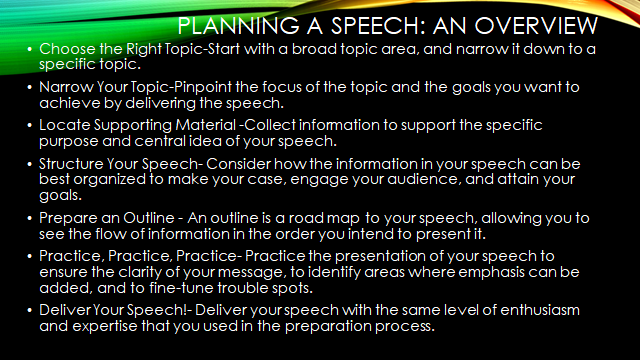 PLANNING A SPEECH: AN OVERVIEW
• Choose the Right Topic-Start with a broad topic area, and narrow it down to a
specific topic.
• Narrow Your Topic-Pinpoint the focus of the topic and the goals you want to
achieve by delivering the speech.
• Locate Supporting Material -Collect information to support the specific
purpose and central idea of your speech.
• Structure Your Speech- Consider how the information in your speech can be
best organized to make your case, engage your audience, and attain your
goals.
• Prepare an Outline - An outline is a road map to your speech, allowing you to
see the flow of information in the order you intend to present it.
• Practice, Practice, Practice- Practice the presentation of your speech to
ensure the clarity of your message, to identify areas where emphasis can be
added, and to fine-tune trouble spots.
• Deliver Your Speech!- Deliver your speech with the same level of enthusiasm
and expertise that you used in the preparation process.